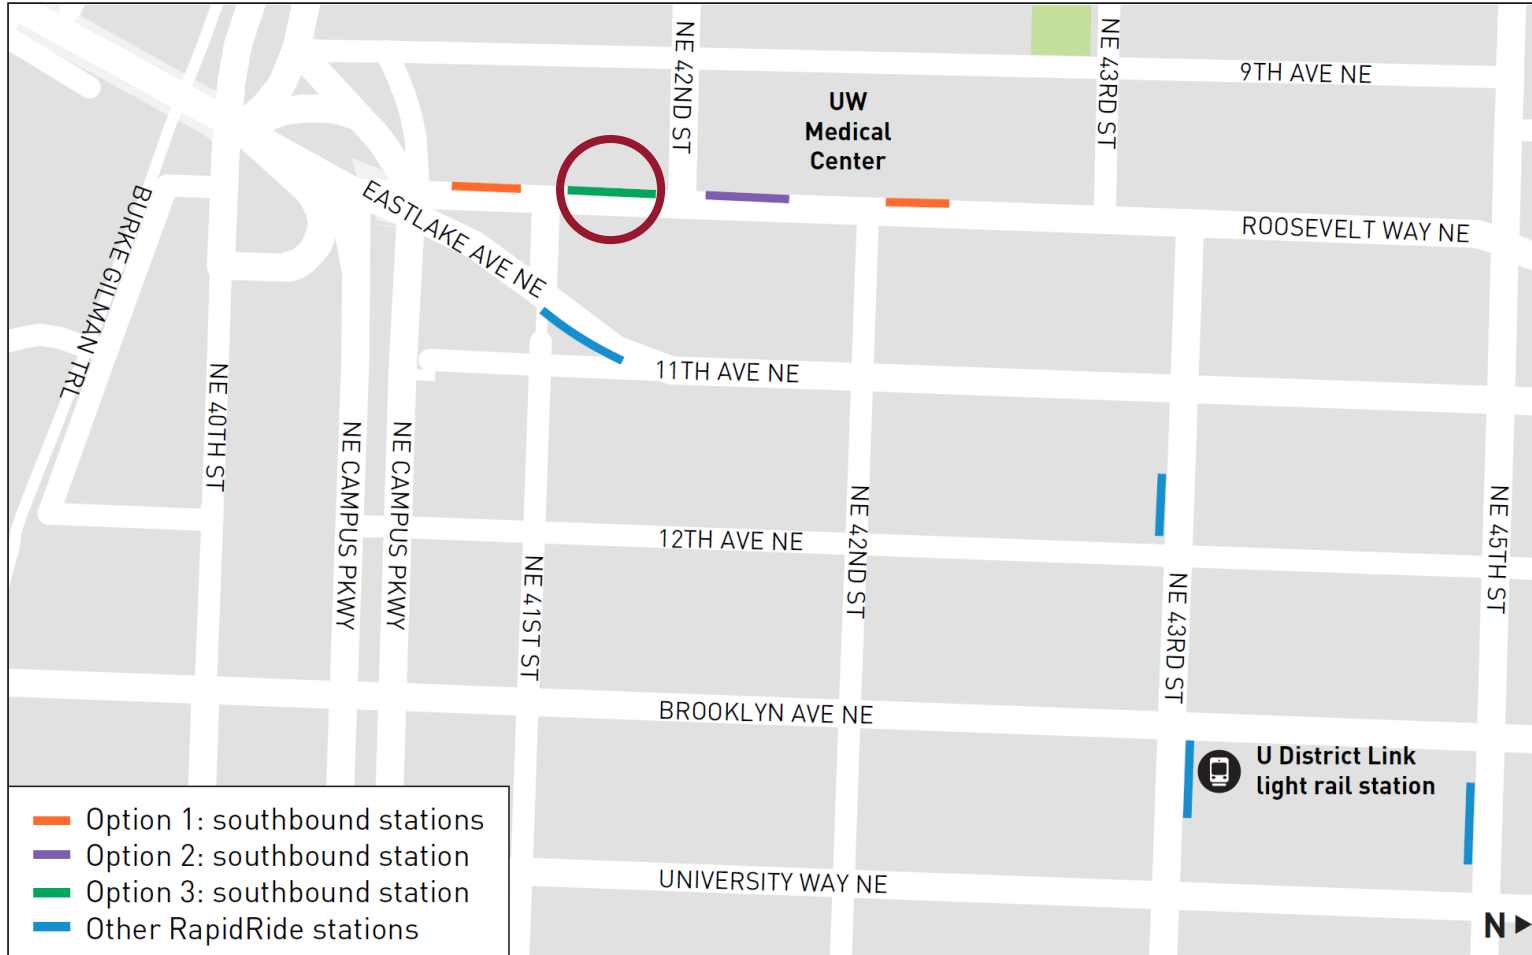 NE 42ND ST
NE 43RD ST
9TH AVE NE
UW
Medical
Center
EASTLAKE AVE NE
BURKE GILMAN TRL
ROOSEVELT WAY NE
11TH AVE NE
NE 40TH ST
NE CAMPUS PKWY
NE CAMPUS PKWY
NE 41ST ST
12TH AVE NE
NE 42ND ST
NE 43RD ST
NE 45TH ST
BROOKLYN AVE NE
U District Link
light rail station
UNIVERSITY WAY NE
Option 1: southbound stations
Option 2: southbound station
Option 3: southbound station
Other RapidRide stations
N